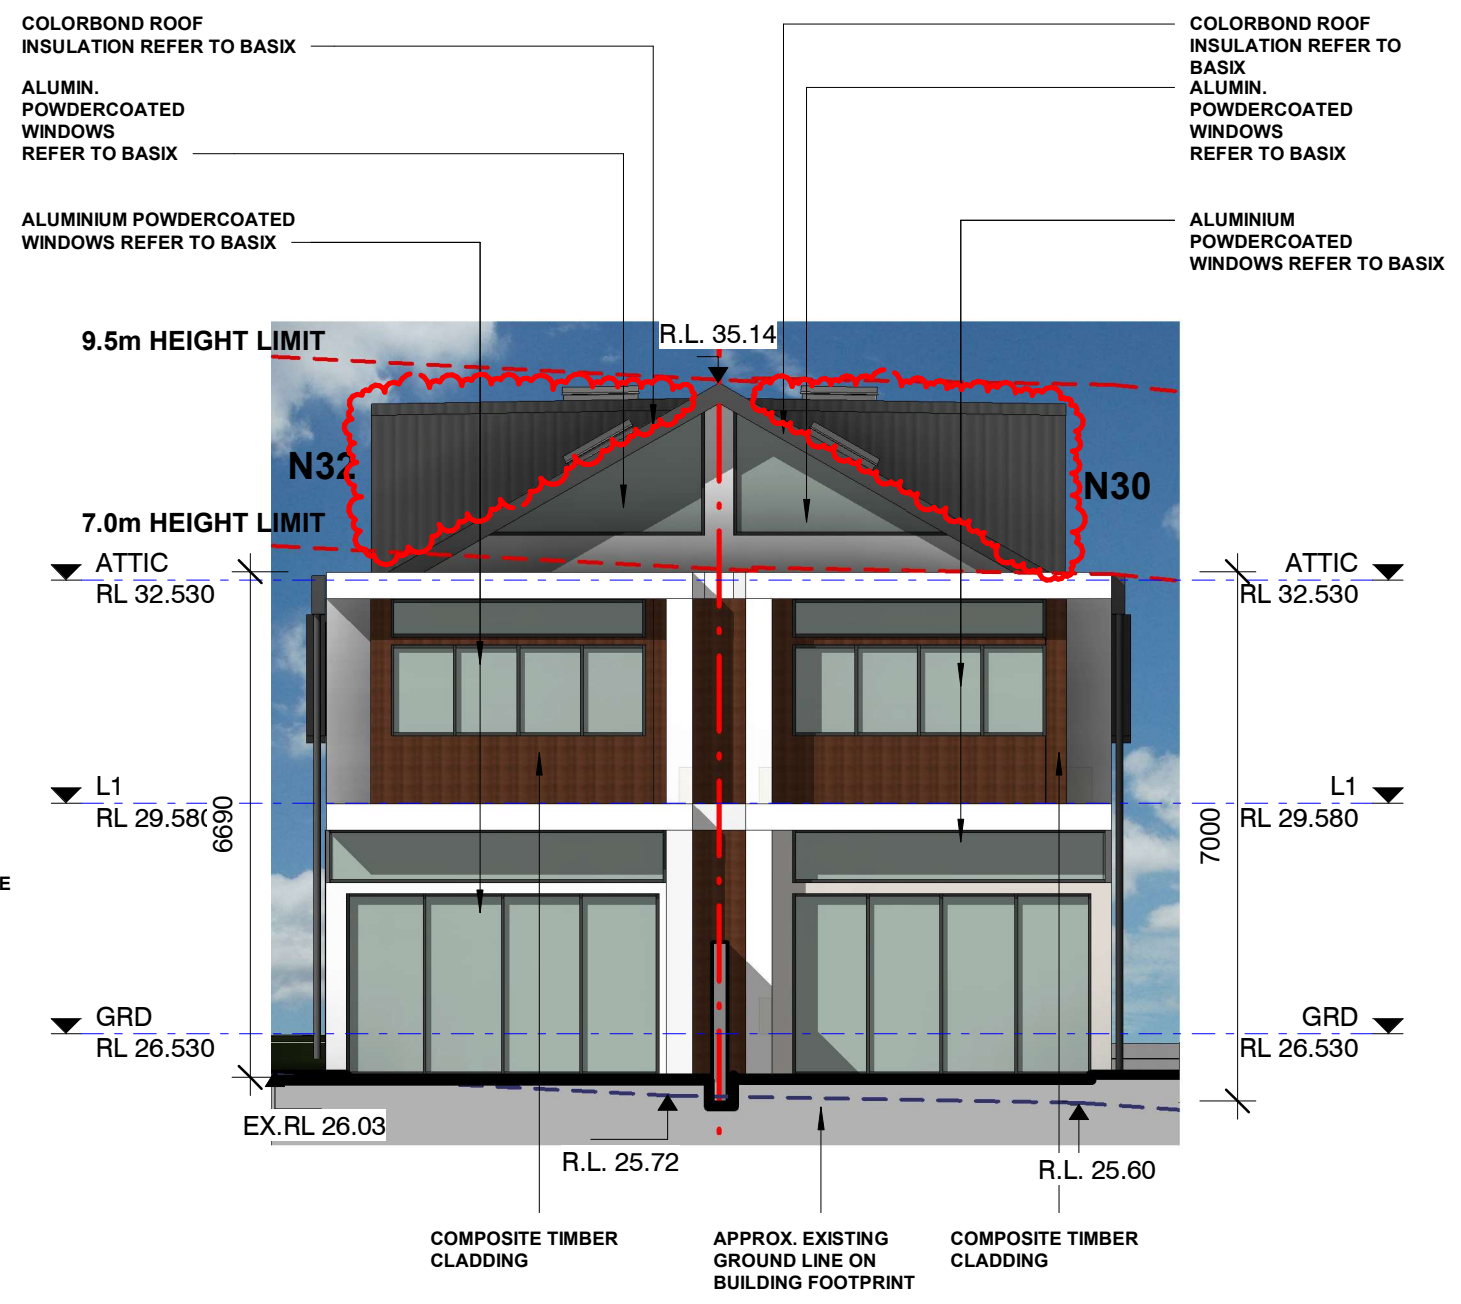 COLORBOND ROOF
INSULATION REFER TO BASIX
ALUMIN.
POWDERCOATED
WINDOWS
REFER TO BASIX
ALUMINIUM POWDERCOATED
WINDOWS REFER TO BASIX
COLORBOND ROOF
INSULATION REFER TO
BASIX
ALUMIN.
POWDERCOATED
WINDOWS
REFER TO BASIX
ALUMINIUM
POWDERCOATED
WINDOWS REFER TO BASIX
9.5m HEIGHT LIMIT
R.L. 35.14
N32
N30
7.0m HEIGHT LIMIT
ATTIC
RL 32.530
ATTIC
RL 32.530
L1
RL 29.580
6690
L1
RL 29.580
7000
E
GRD
RL 26.530
GRD
RL 26.530
EX.RL 26.03
R.L. 25.72
R.L. 25.60
COMPOSITE TIMBER
CLADDING
APPROX. EXISTING
GROUND LINE ON
BUILDING FOOTPRINT
COMPOSITE TIMBER
CLADDING